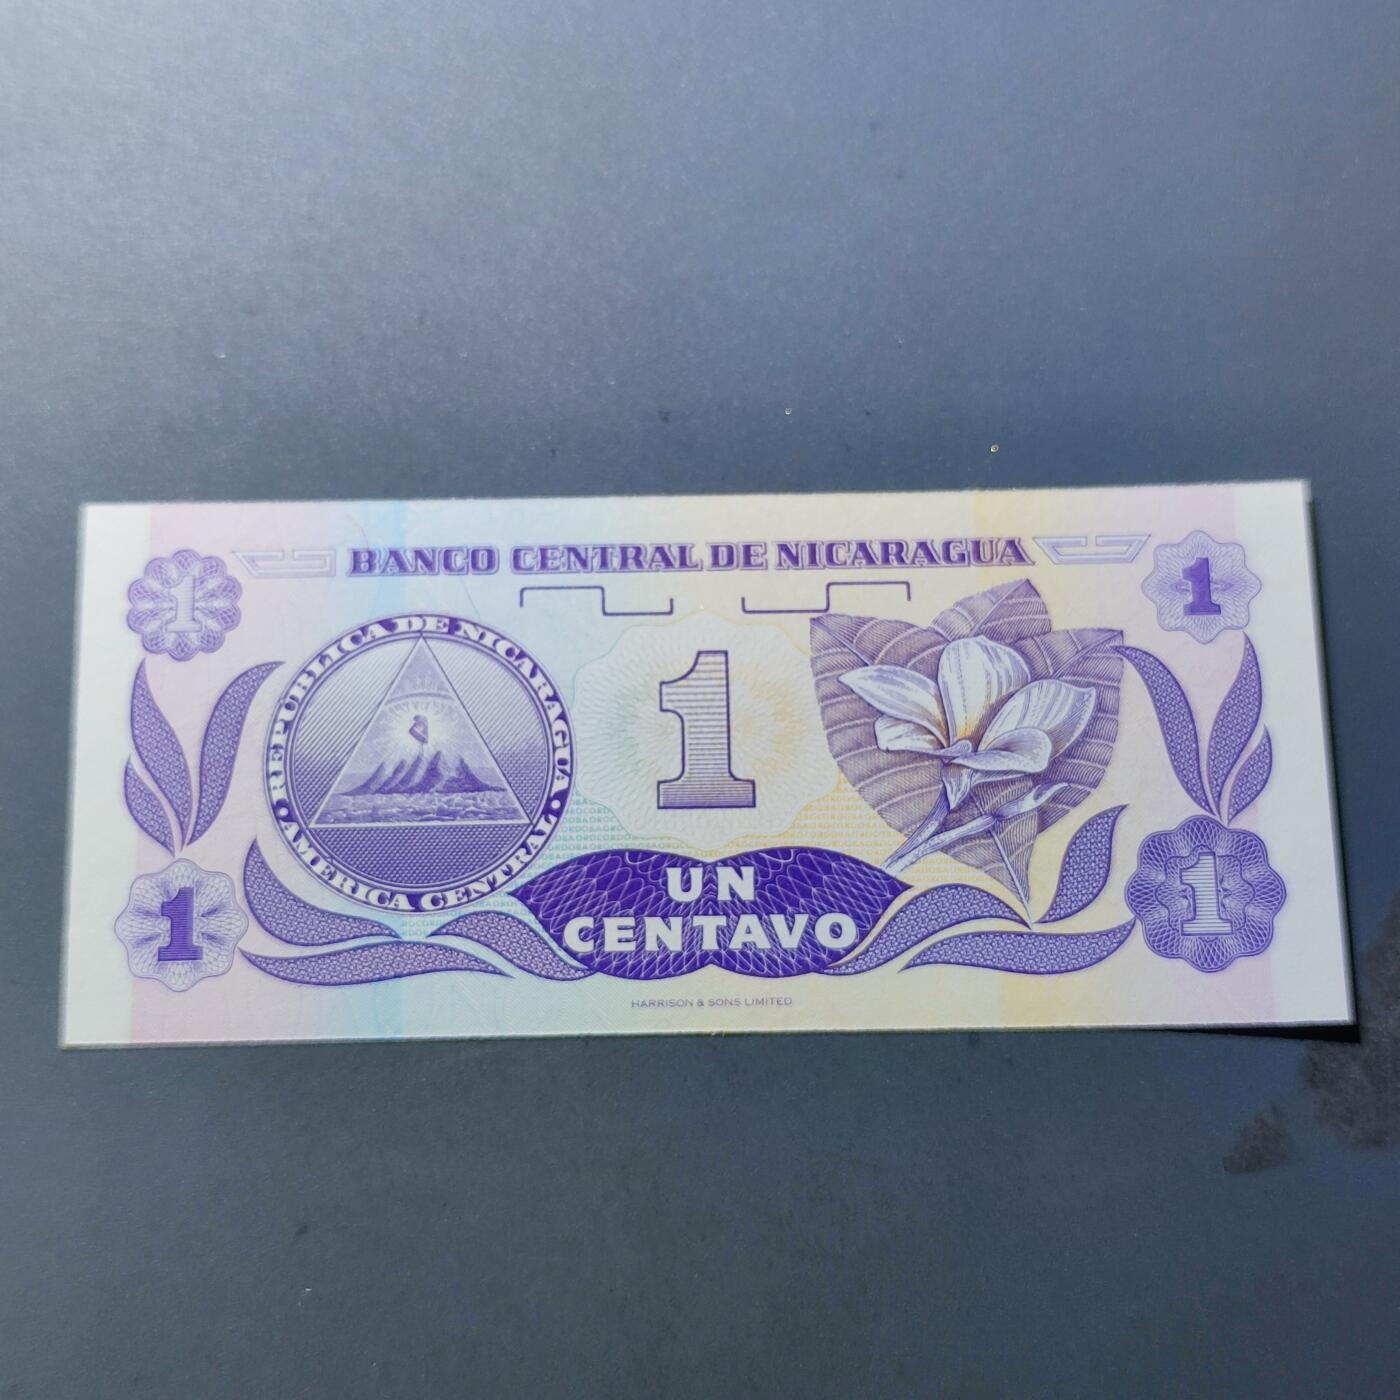 BANCO CENTRAL DE NICARAGUA
1
1
REPUBLICA DE NICARAGUA
AMERICA CENTRAL
1
1
1
UN
CENTAVO
HARRISON & SONS LIMITED